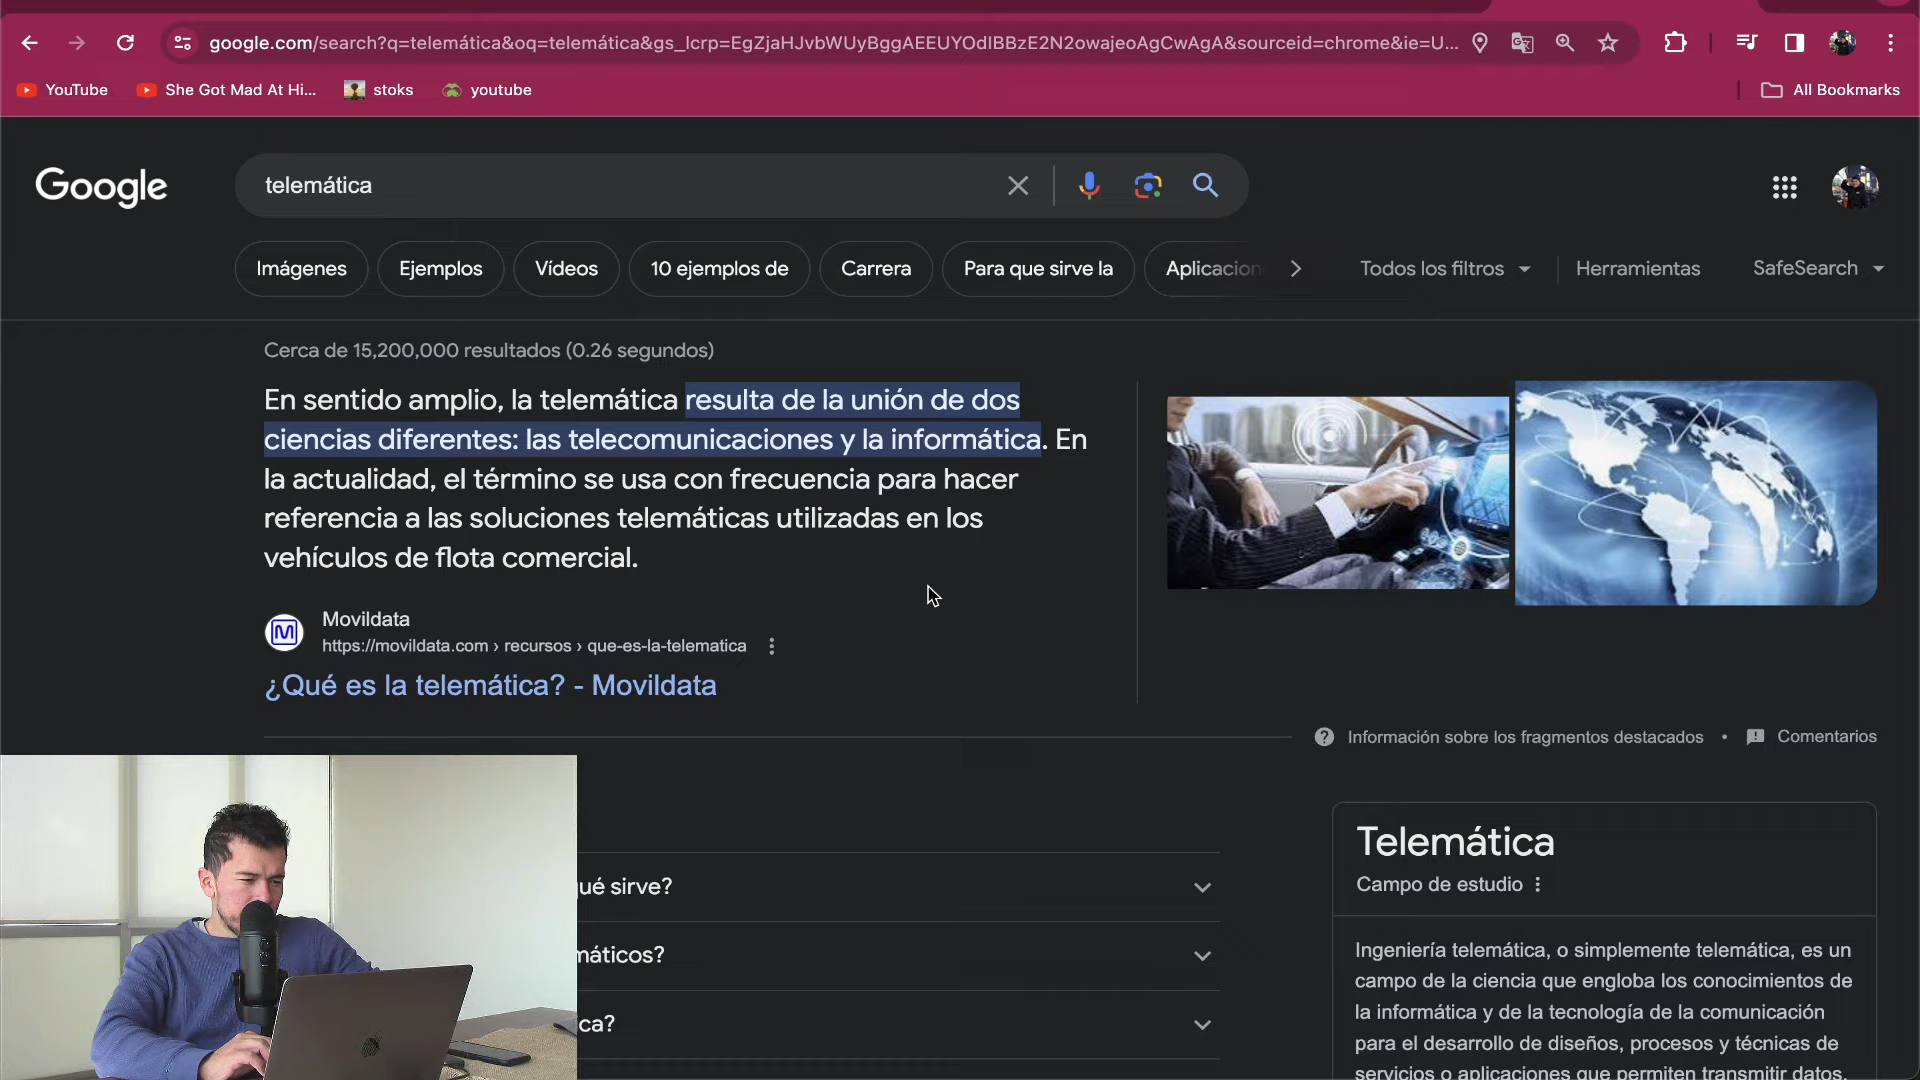 google.com/search?q=telemática&oq=telemática&gs_lcrp=EgZjaHJvbWUyBggAEEUYOdIBBzE2N2owajeoAgCwAgA&sourceid=chrome&ie=U...
YouTube
She Got Mad At Hi...
stoks
youtube
All Bookmarks
Google
telemática
Imágenes
Ejemplos
Vídeos
10 ejemplos de
Carrera
Para que sirve la
Aplicacion
Todos los filtros
Herramientas
SafeSearch
Cerca de 15,200,000 resultados (0.26 segundos)
En sentido amplio, la telemática resulta de la unión de dos
ciencias diferentes: las telecomunicaciones y la informática. En
la actualidad, el término se usa con frecuencia para hacer
referencia a las soluciones telemáticas utilizadas en los
vehículos de flota comercial.
Movildata
https://movildata.com › recursos › que-es-la-telematica
¿Qué es la telemática? - Movildata
Información sobre los fragmentos destacados • Comentarios
ué sirve?
máticos?
ca?
Telemática
Campo de estudio
Ingeniería telemática, o simplemente telemática, es un
campo de la ciencia que engloba los conocimientos de
la informática y de la tecnología de la comunicación
para el desarrollo de diseños, procesos y técnicas de
servicios o aplicaciones que permiten transmitir datos.